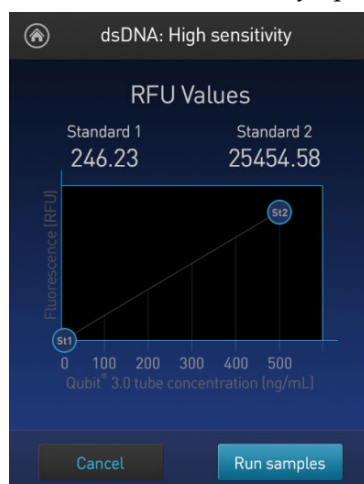 dsDNA: High sensitivity
RFU Values
Standard 1 Standard 2
246.23 25454.58
Fluorescence (RFU)
St2
St1
0 100 200 300 400 500
Qubit® 3.0 tube concentration (ng/mL)
Cancel Run samples